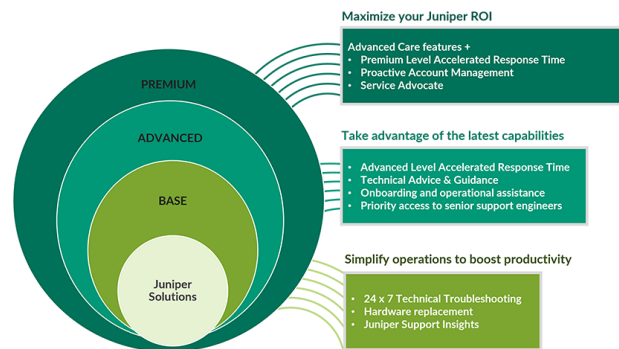 Maximize your Juniper ROI
PREMIUM
Advanced Care features +
• Premium Level Accelerated Response Time
• Proactive Account Management
• Service Advocate
ADVANCED
Take advantage of the latest capabilities
• Advanced Level Accelerated Response Time
• Technical Advice & Guidance
• Onboarding and operational assistance
• Priority access to senior support engineers
BASE
Simplify operations to boost productivity
• 24 x 7 Technical Troubleshooting
• Hardware replacement
• Juniper Support Insights
Juniper
Solutions